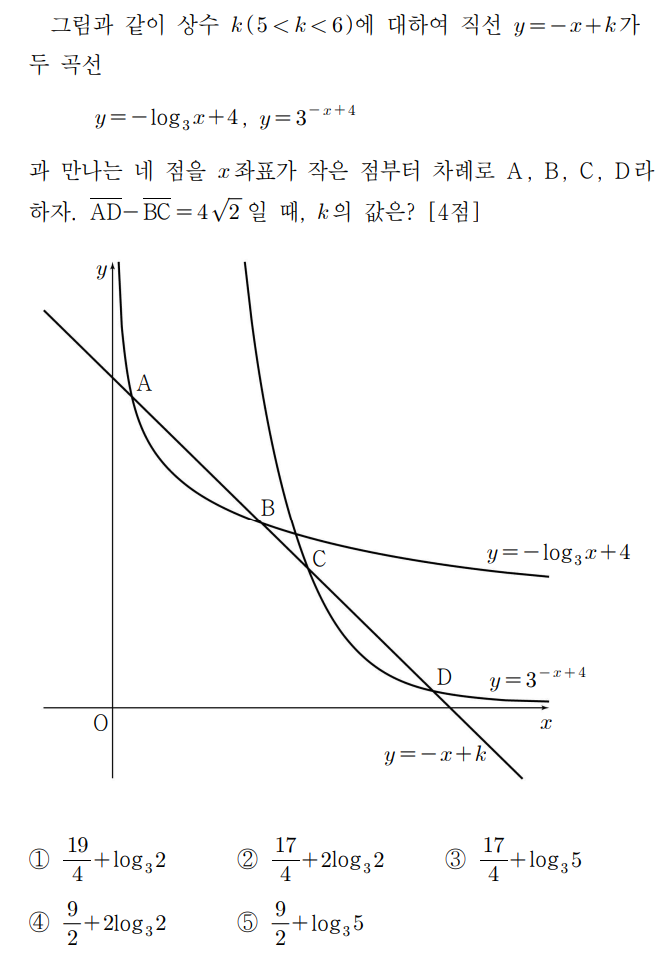 그림과 같이 상수 k(5<k<6)에 대하여 직선 y=−x+k가
두 곡선
y=−log₃x+4, y=3^{−x+4}
과 만나는 네 점을 x좌표가 작은 점부터 차례로 A, B, C, D라
하자. \overline{AD}−\overline{BC}=4√2일 때, k의 값은? [4점]
y
A
B
y=−log₃x+4
C
D
y=3^{−x+4}
O
x
y=−x+k
① 19/4+log₃2 ② 17/4+2log₃2 ③ 17/4+log₃5
④ 9/2+2log₃2 ⑤ 9/2+log₃5